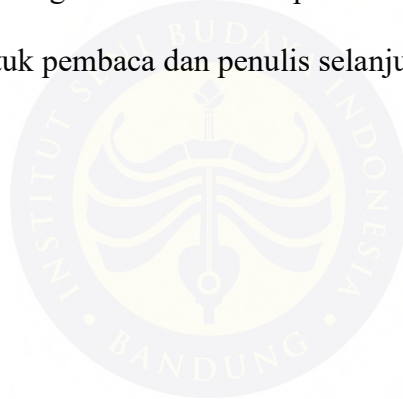 tuk pembaca dan penulis selanju
INSTITUT SENI BUDAYA INDONESIA
BANDUNG